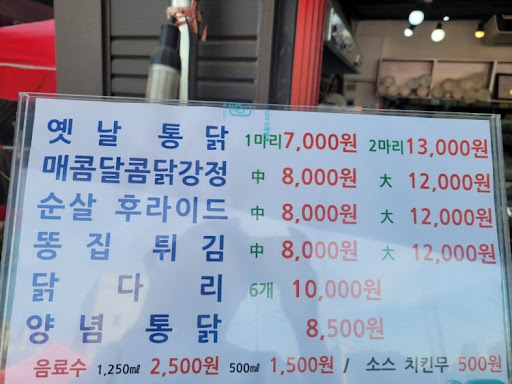 옛날통닭 1마리 7,000원 2마리 13,000원
매콤달콤닭강정 中 8,000원 大 12,000원
순살 후라이드 中 8,000원 大 12,000원
똥집튀김 中 8,000원 大 12,000원
닭다리 6개 10,000원
양념통닭 8,500원
음료수 1,250㎖ 2,500원 500㎖ 1,500원 / 소스 치킨무 500원